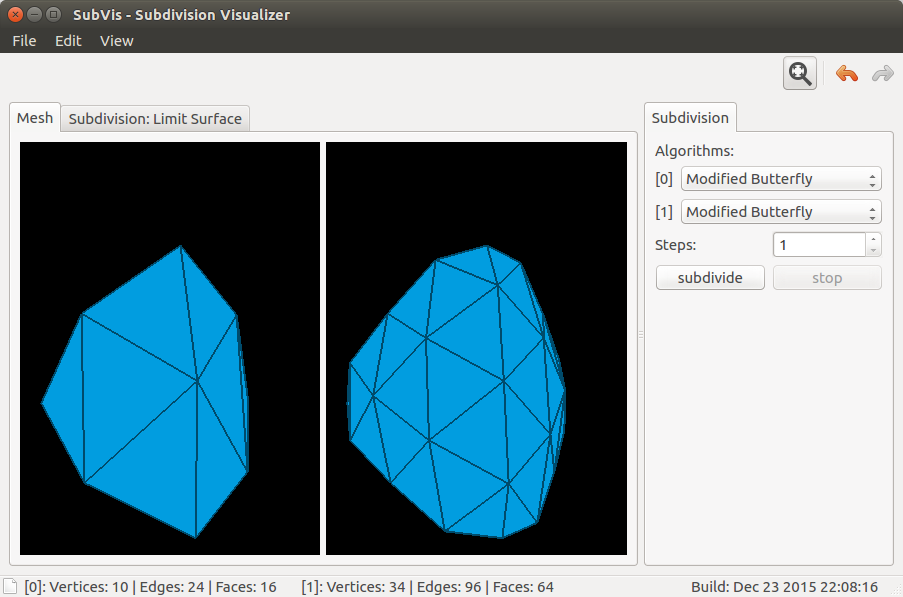 SubVis - Subdivision Visualizer
File Edit View
Mesh Subdivision: Limit Surface
Subdivision
Algorithms:
[0] Modified Butterfly
[1] Modified Butterfly
Steps: 1
subdivide stop
[0]: Vertices: 10 | Edges: 24 | Faces: 16 [1]: Vertices: 34 | Edges: 96 | Faces: 64 Build: Dec 23 2015 22:08:16